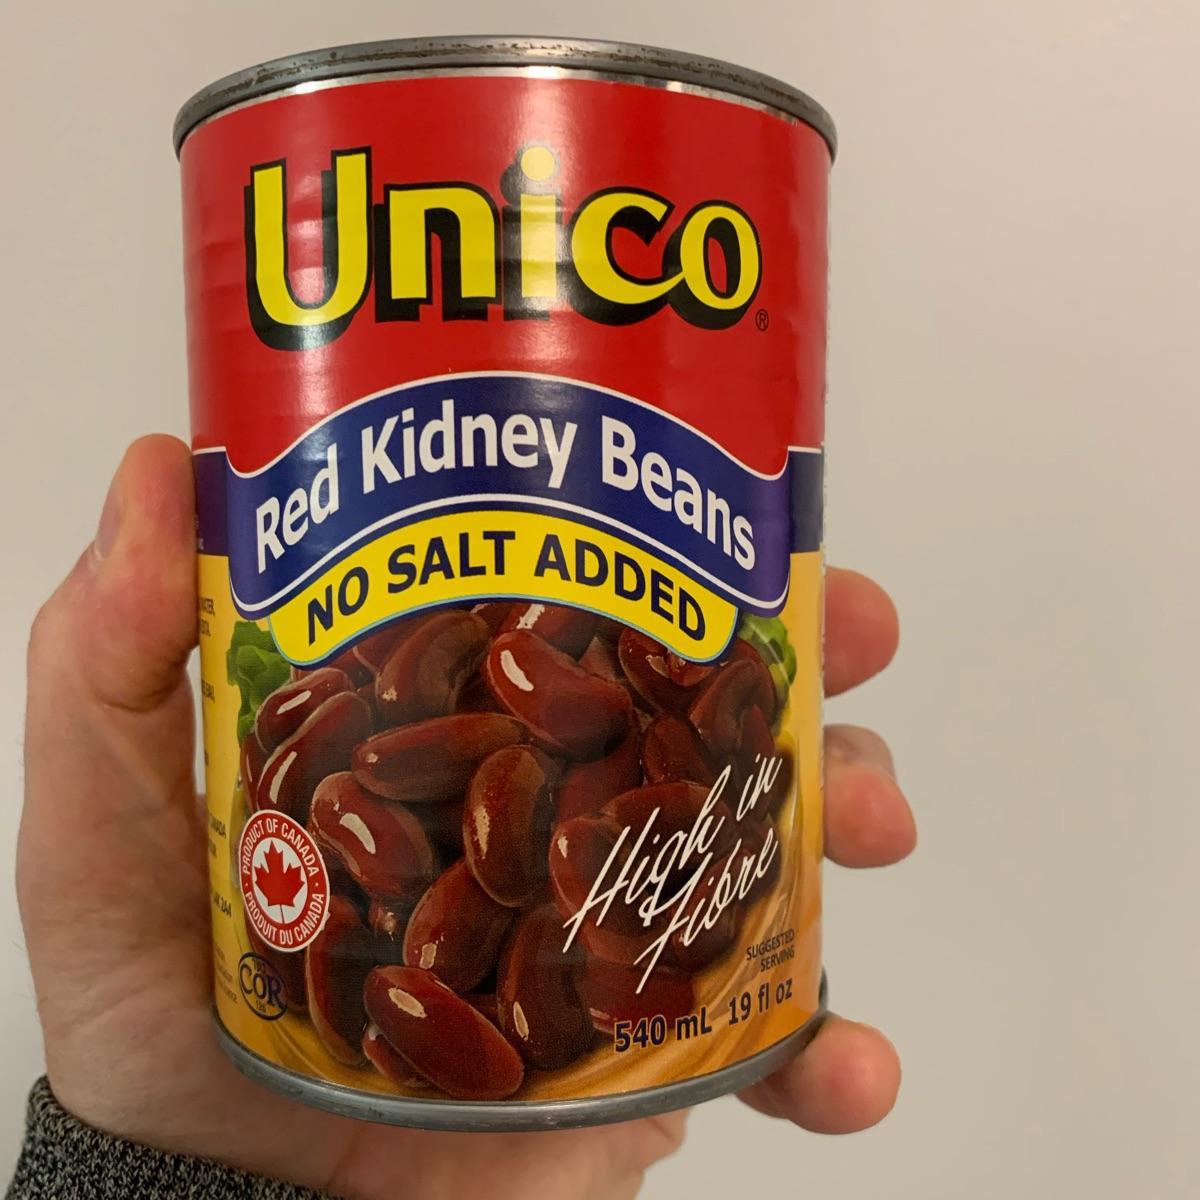 Unico®
Red Kidney Beans
NO SALT ADDED
High in
Fibre
PRODUCT OF CANADA
PRODUIT DU CANADA
COR
SUGGESTED
SERVING
540 mL 19 fl oz